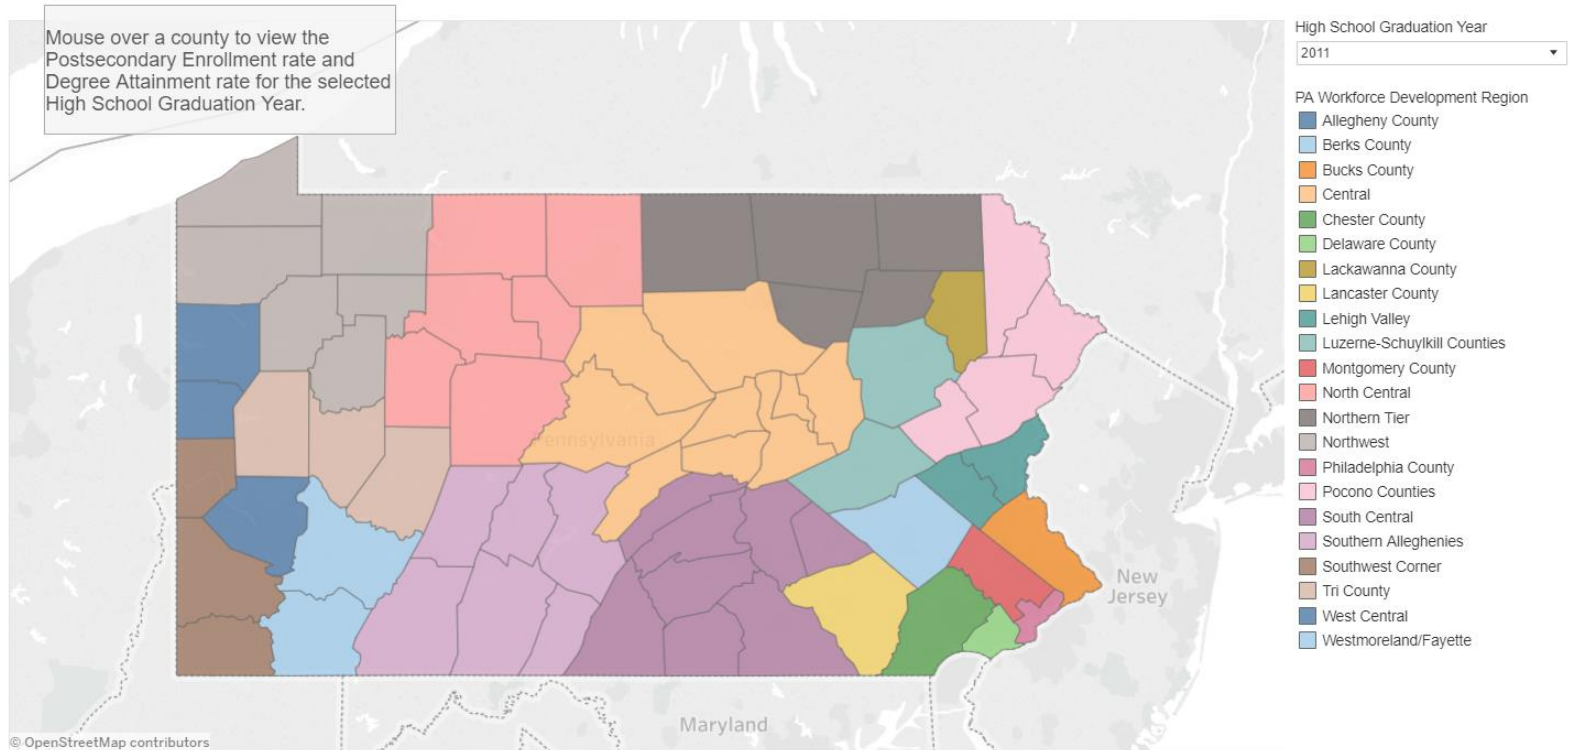 Mouse over a county to view the
Postsecondary Enrollment rate and
Degree Attainment rate for the selected
High School Graduation Year.
High School Graduation Year
2011
PA Workforce Development Region
Allegheny County
Berks County
Bucks County
Central
Chester County
Delaware County
Lackawanna County
Lancaster County
Lehigh Valley
Luzerne-Schuylkill Counties
Montgomery County
North Central
Northern Tier
Northwest
Philadelphia County
Pocono Counties
South Central
Southern Alleghenies
Southwest Corner
Tri County
West Central
Westmoreland/Fayette
Pennsylvania
New
Jersey
Maryland
© OpenStreetMap contributors